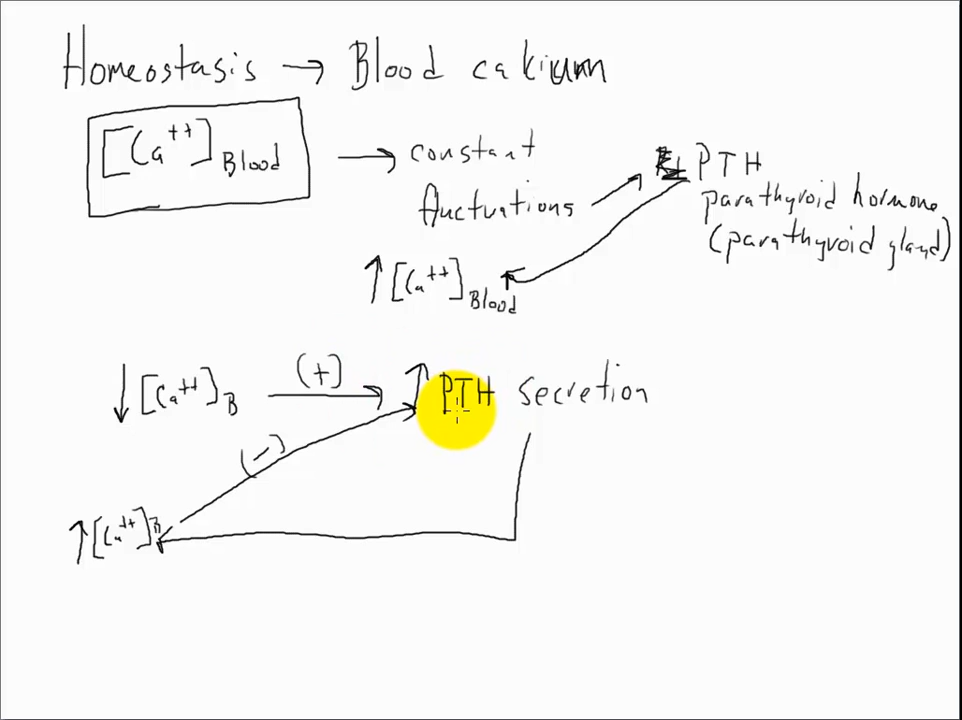 Homeostasis → Blood calcium
[Ca++] Blood → constant fluctuations
PTH
parathyroid hormone
(parathyroid gland)
↑ [Ca++] Blood
↓ [Ca++] B (+) → ↑ PTH secretion
(-)
↑ [Ca++] B